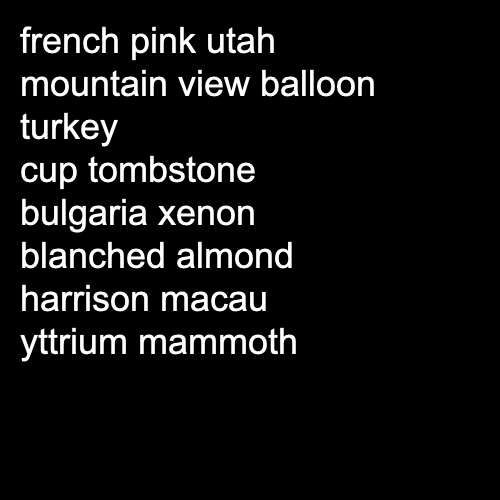 french pink utah
mountain view balloon
turkey
cup tombstone
bulgaria xenon
blanched almond
harrison macau
yttrium mammoth